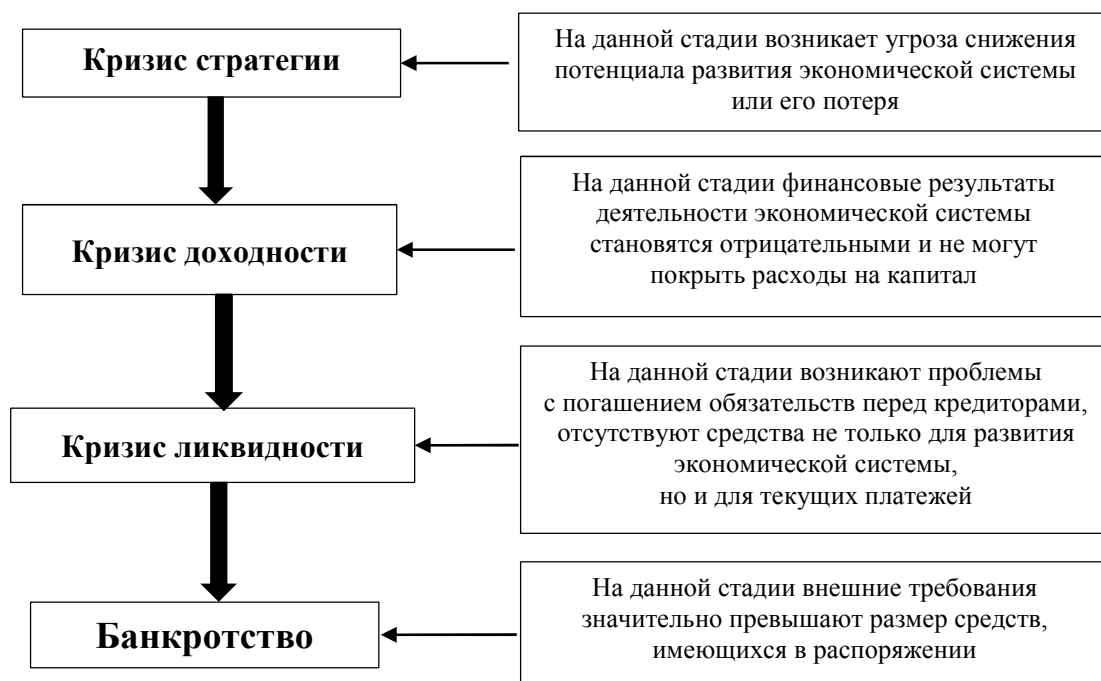 Кризис стратегии
На данной стадии возникает угроза снижения
потенциала развития экономической системы
или его потеря
Кризис доходности
На данной стадии финансовые результаты
деятельности экономической системы
становятся отрицательными и не могут
покрыть расходы на капитал
Кризис ликвидности
На данной стадии возникают проблемы
с погашением обязательств перед кредиторами,
отсутствуют средства не только для развития
экономической системы,
но и для текущих платежей
Банкротство
На данной стадии внешние требования
значительно превышают размер средств,
имеющихся в распоряжении